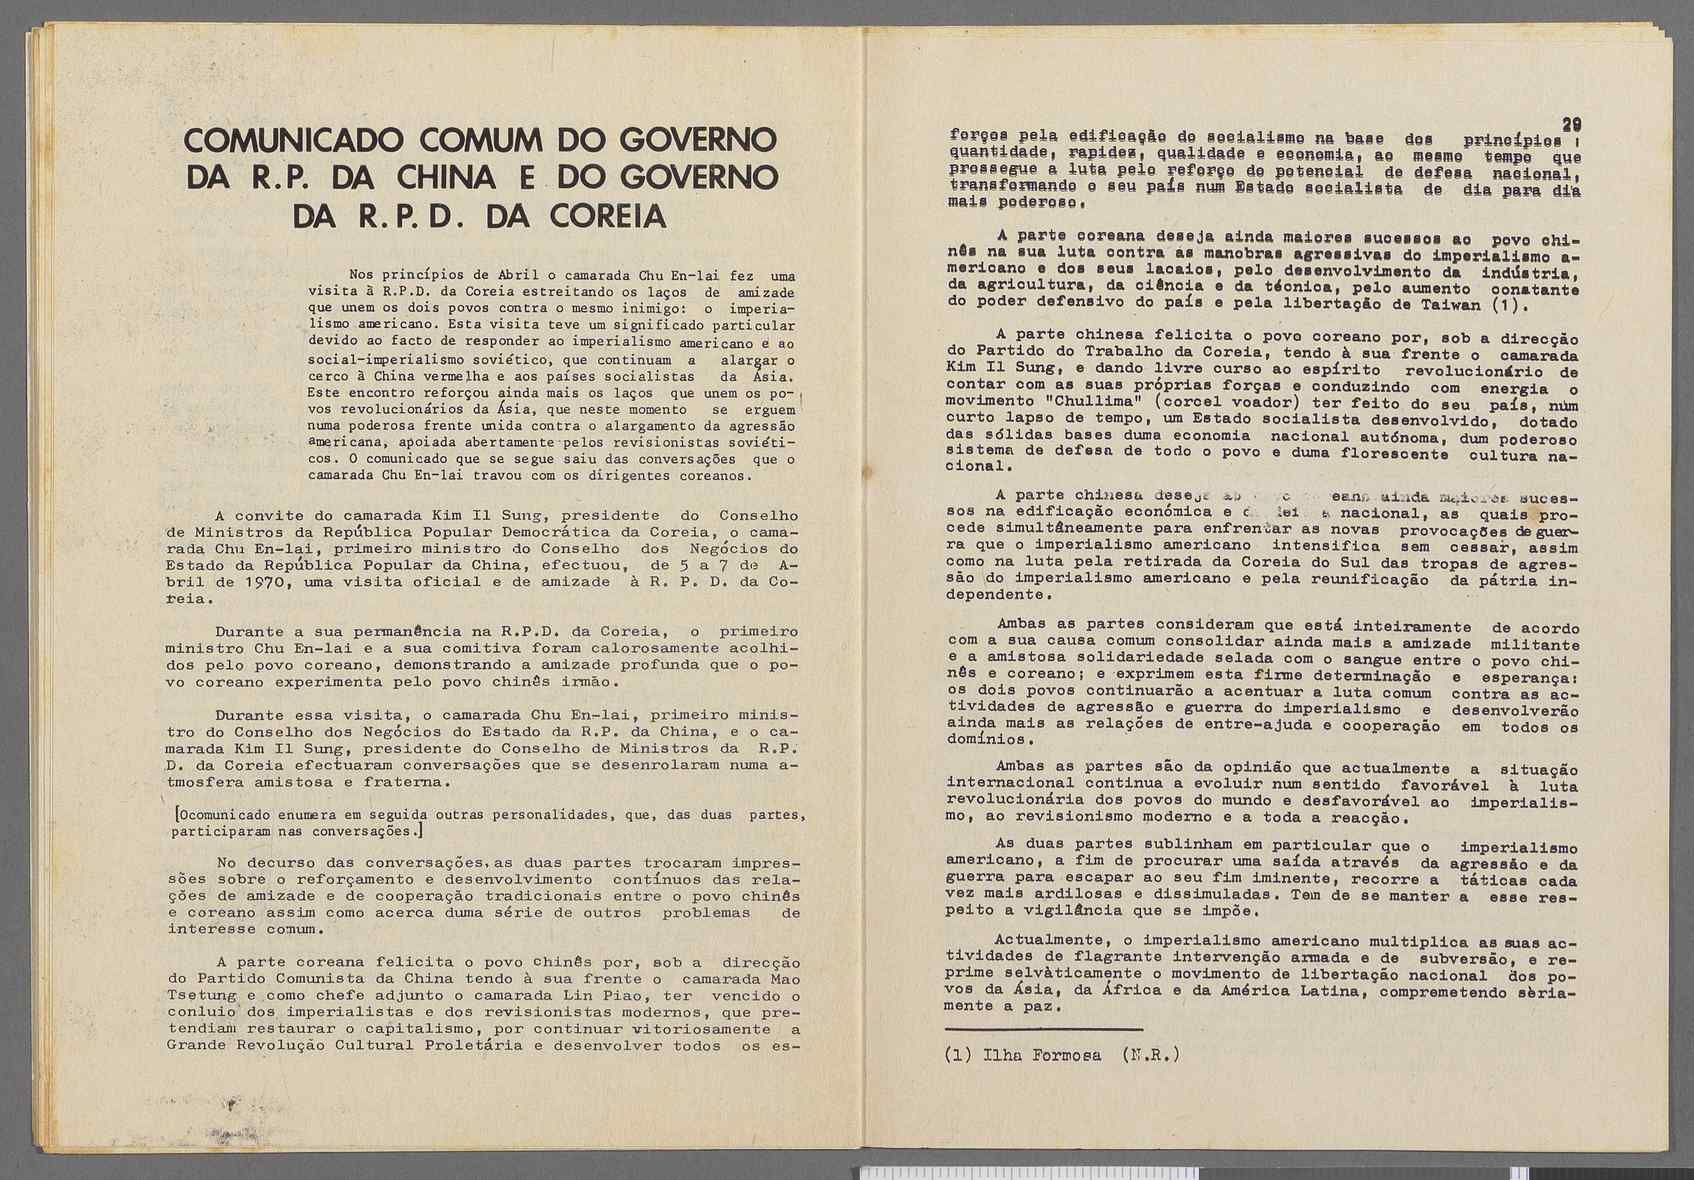 COMUNICADO COMUM DO GOVERNO
DA R.P. DA CHINA E DO GOVERNO
DA R.P.D. DA COREIA
Nos princípios de Abril o camarada Chu En-lai fez uma
visita à R.P.D. da Coreia estreitando os laços de amizade
que unem os dois povos contra o mesmo inimigo: o imperia-
lismo americano. Esta visita teve um significado particular
devido ao facto de responder ao imperialismo americano e ao
social-imperialismo soviético, que continuam a alargar o
cerco à China vermelha e aos países socialistas da Ásia.
Este encontro reforçou ainda mais os laços que unem os po-
vos revolucionários da Ásia, que neste momento se erguem
numa poderosa frente unida contra o alargamento da agressão
americana, apoiada abertamente pelos revisionistas soviéti-
cos. O comunicado que se segue saiu das conversações que o
camarada Chu En-lai travou com os dirigentes coreanos.
A convite do camarada Kim Il Sung, presidente do Conselho
de Ministros da República Popular Democrática da Coreia, o cama-
rada Chu En-lai, primeiro ministro do Conselho dos Negócios do
Estado da República Popular da China, efectuou, de 5 a 7 de A-
bril de 1970, uma visita oficial e de amizade à R. P. D. da Co-
reia.
Durante a sua permanência na R.P.D. da Coreia, o primeiro
ministro Chu En-lai e a sua comitiva foram calorosamente acolhi-
dos pelo povo coreano, demonstrando a amizade profunda que o po-
vo coreano experimenta pelo povo chinês irmão.
Durante essa visita, o camarada Chu En-lai, primeiro minis-
tro do Conselho dos Negócios do Estado da R.P. da China, e o ca-
marada Kim Il Sung, presidente do Conselho de Ministros da R.P.
D. da Coreia efectuaram conversações que se desenrolaram numa a-
tmosfera amistosa e fraterna.
[Ocomunicado enumera em seguida outras personalidades, que, das duas partes,
participaram nas conversações.]
No decurso das conversações, as duas partes trocaram impres-
sões sobre o reforçamento e desenvolvimento contínuos das rela-
ções de amizade e de cooperação tradicionais entre o povo chinês
e coreano assim como acerca duma série de outros problemas de
interesse comum.
A parte coreana felicita o povo chinês por, sob a direcção
do Partido Comunista da China tendo à sua frente o camarada Mao
Tsetung e como chefe adjunto o camarada Lin Piao, ter vencido o
conluio dos imperialistas e dos revisionistas modernos, que pre-
tendiam restaurar o capitalismo, por continuar vitoriosamente a
Grande Revolução Cultural Proletária e desenvolver todos os es-
29
forços pela edificação do socialismo na base dos princípios :
quantidade, rapidez, qualidade e economia, ao mesmo tempo que
prossegue a luta pelo reforço do potencial de defesa nacional,
transformando o seu país num Estado socialista de dia para dia
mais poderoso.
A parte coreana deseja ainda maiores sucessos ao povo chi-
nês na sua luta contra as manobras agressivas do imperialismo a-
mericano e dos seus lacaios, pelo desenvolvimento da indústria,
da agricultura, da ciência e da técnica, pelo aumento constante
do poder defensivo do país e pela libertação de Taiwan (1).
A parte chinesa felicita o povo coreano por, sob a direcção
do Partido do Trabalho da Coreia, tendo à sua frente o camarada
Kim Il Sung, e dando livre curso ao espírito revolucionário de
contar com as suas próprias forças e conduzindo com energia o
movimento "Chullima" (corcel voador) ter feito do seu país, num
curto lapso de tempo, um Estado socialista desenvolvido, dotado
das sólidas bases duma economia nacional autónoma, dum poderoso
sistema de defesa de todo o povo e duma florescente cultura na-
cional.
A parte chinesa deseja ainda maiores suces-
sos na edificação económica e nacional, as quais pro-
cede simultâneamente para enfrentar as novas provocações de guer-
ra que o imperialismo americano intensifica sem cessar, assim
como na luta pela retirada da Coreia do Sul das tropas de agres-
são do imperialismo americano e pela reunificação da pátria in-
dependente.
Ambas as partes consideram que está inteiramente de acordo
com a sua causa comum consolidar ainda mais a amizade militante
e a amistosa solidariedade selada com o sangue entre o povo chi-
nês e coreano; e exprimem esta firme determinação e esperança:
os dois povos continuarão a acentuar a luta comum contra as ac-
tividades de agressão e guerra do imperialismo e desenvolverão
ainda mais as relações de entre-ajuda e cooperação em todos os
domínios.
Ambas as partes são da opinião que actualmente a situação
internacional continua a evoluir num sentido favorável à luta
revolucionária dos povos do mundo e desfavorável ao imperialis-
mo, ao revisionismo moderno e a toda a reacção.
As duas partes sublinham em particular que o imperialismo
americano, a fim de procurar uma saída através da agressão e da
guerra para escapar ao seu fim iminente, recorre a táticas cada
vez mais ardilosas e dissimuladas. Tem de se manter a esse res-
peito a vigilância que se impõe.
Actualmente, o imperialismo americano multiplica as suas ac-
tividades de flagrante intervenção armada e de subversão, e re-
prime selvàticamente o movimento de libertação nacional dos po-
vos da Ásia, da África e da América Latina, comprometendo sèria-
mente a paz.
(1) Ilha Formosa (N.R.)